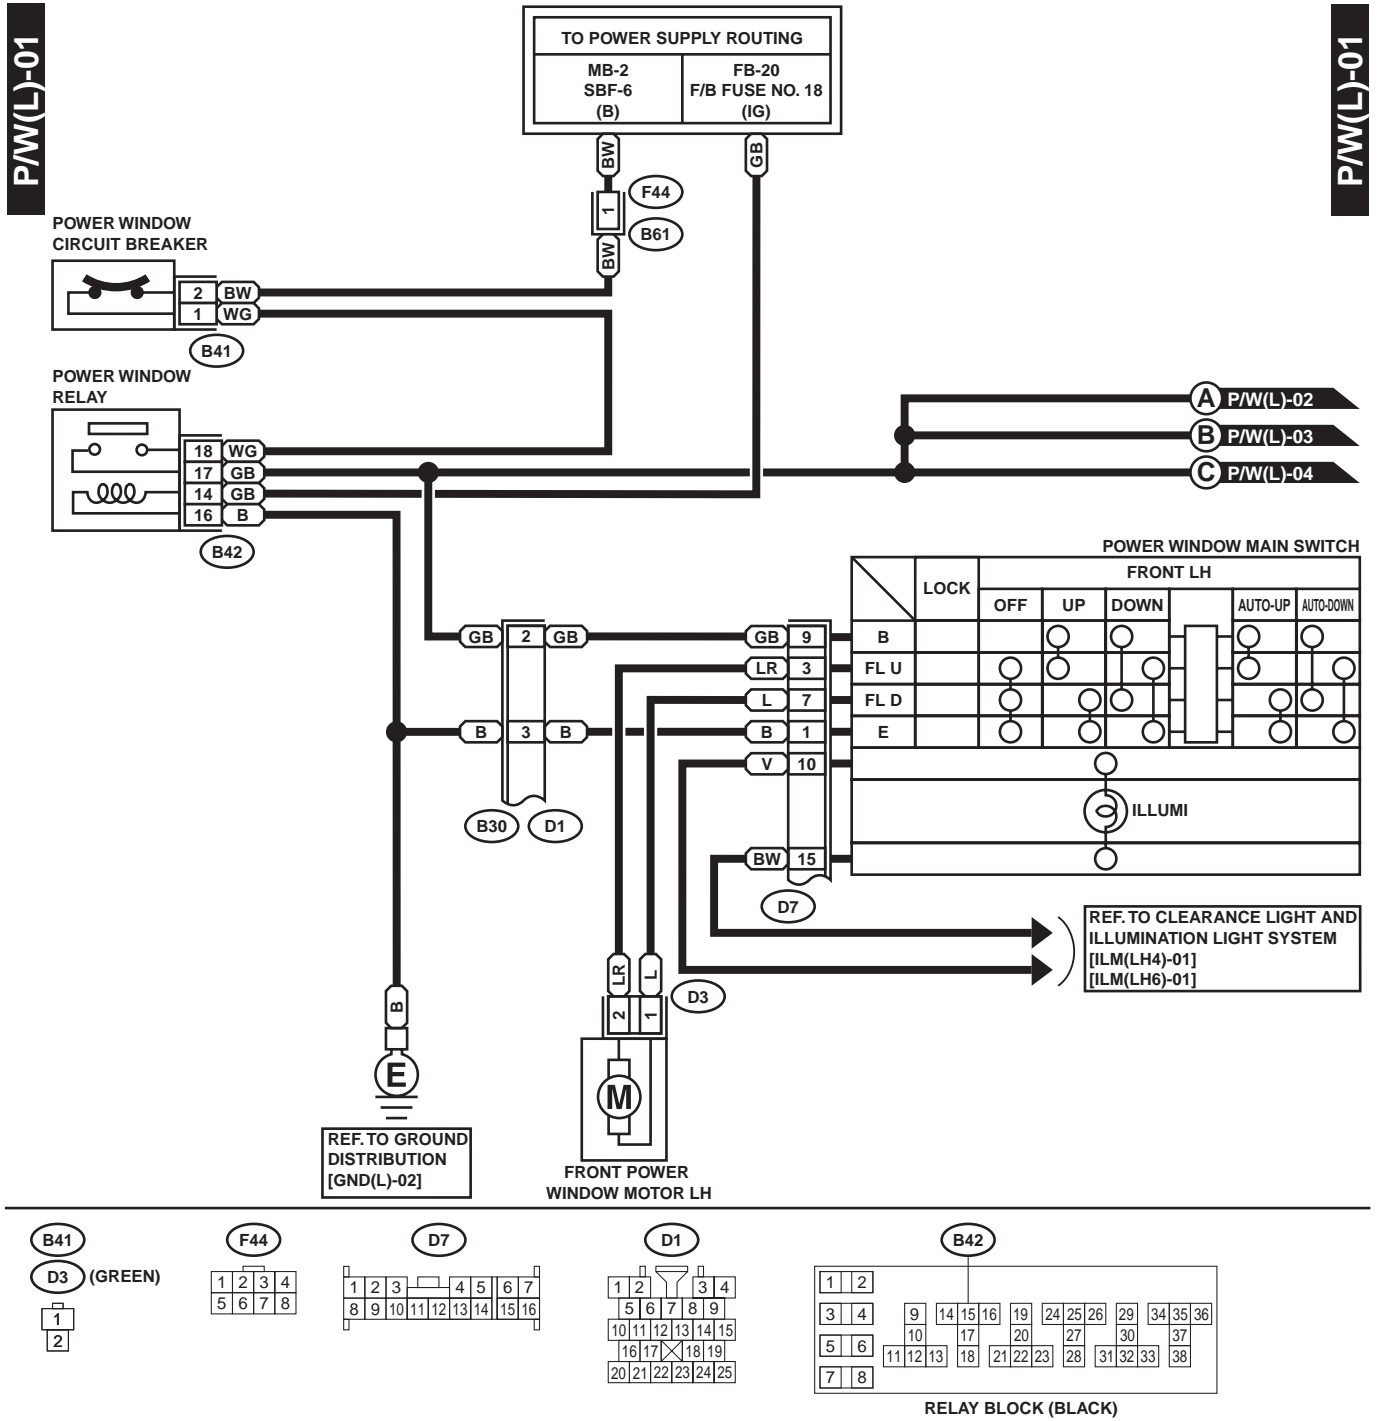 P/W(L)-01
P/W(L)-01
TO POWER SUPPLY ROUTING
MB-2
SBF-6
(B)
FB-20
F/B FUSE NO. 18
(IG)
BW
GB
1
F44
B61
BW
POWER WINDOW
CIRCUIT BREAKER
2 BW
1 WG
B41
POWER WINDOW
RELAY
18 WG
17 GB
14 GB
16 B
B42
A P/W(L)-02
B P/W(L)-03
C P/W(L)-04
POWER WINDOW MAIN SWITCH
LOCK
FRONT LH
OFF UP DOWN AUTO-UP AUTO-DOWN
GB 2 GB GB 9 B
LR 3 FL U
L 7 FL D
B 3 B B 1 E
V 10
ILLUMI
BW 15
B30 D1
D7
REF. TO CLEARANCE LIGHT AND
ILLUMINATION LIGHT SYSTEM
[ILM(LH4)-01]
[ILM(LH6)-01]
LR L
D3
2 1
M
FRONT POWER
WINDOW MOTOR LH
B
E
REF. TO GROUND
DISTRIBUTION
[GND(L)-02]
B41
D3 (GREEN)
1
2
F44
1 2 3 4
5 6 7 8
D7
1 2 3 4 5 6 7
8 9 10 11 12 13 14 15 16
D1
1 2 3 4
5 6 7 8 9
10 11 12 13 14 15
16 17 18 19
20 21 22 23 24 25
B42
1 2
3 4 9 14 15 16 19 24 25 26 29 34 35 36
10 17 20 27 30 37
5 6 11 12 13 18 21 22 23 28 31 32 33 38
7 8
RELAY BLOCK (BLACK)